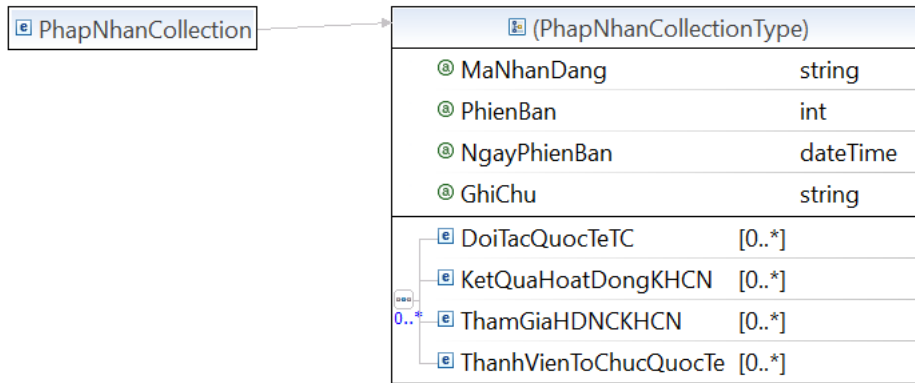 PhapNhanCollection
(PhapNhanCollectionType)
MaNhanDang string
PhienBan int
NgayPhienBan dateTime
GhiChu string
DoiTacQuocTeTC [0..*]
KetQuaHoatDongKHCN [0..*]
0..*
ThamGiaHDNCKHCN [0..*]
ThanhVienToChucQuocTe [0..*]